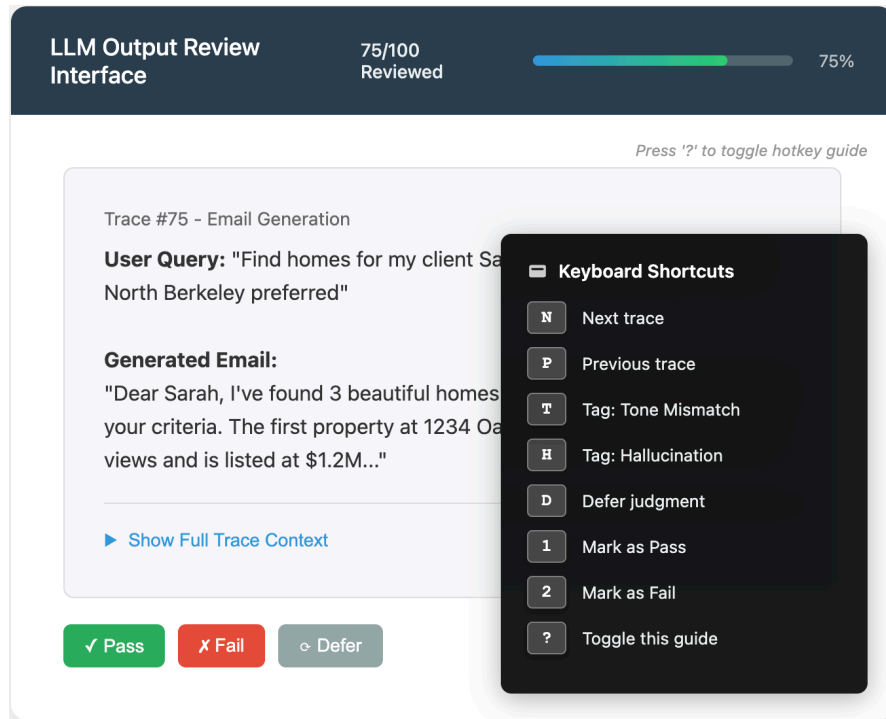 LLM Output Review
Interface
75/100
Reviewed
75%
Press '?' to toggle hotkey guide
Trace #75 - Email Generation
User Query: "Find homes for my client Sa
North Berkeley preferred"
Generated Email:
"Dear Sarah, I've found 3 beautiful homes
your criteria. The first property at 1234 Oa
views and is listed at $1.2M..."
▶ Show Full Trace Context
✓ Pass
✗ Fail
⟳ Defer
Keyboard Shortcuts
N Next trace
P Previous trace
T Tag: Tone Mismatch
H Tag: Hallucination
D Defer judgment
1 Mark as Pass
2 Mark as Fail
? Toggle this guide